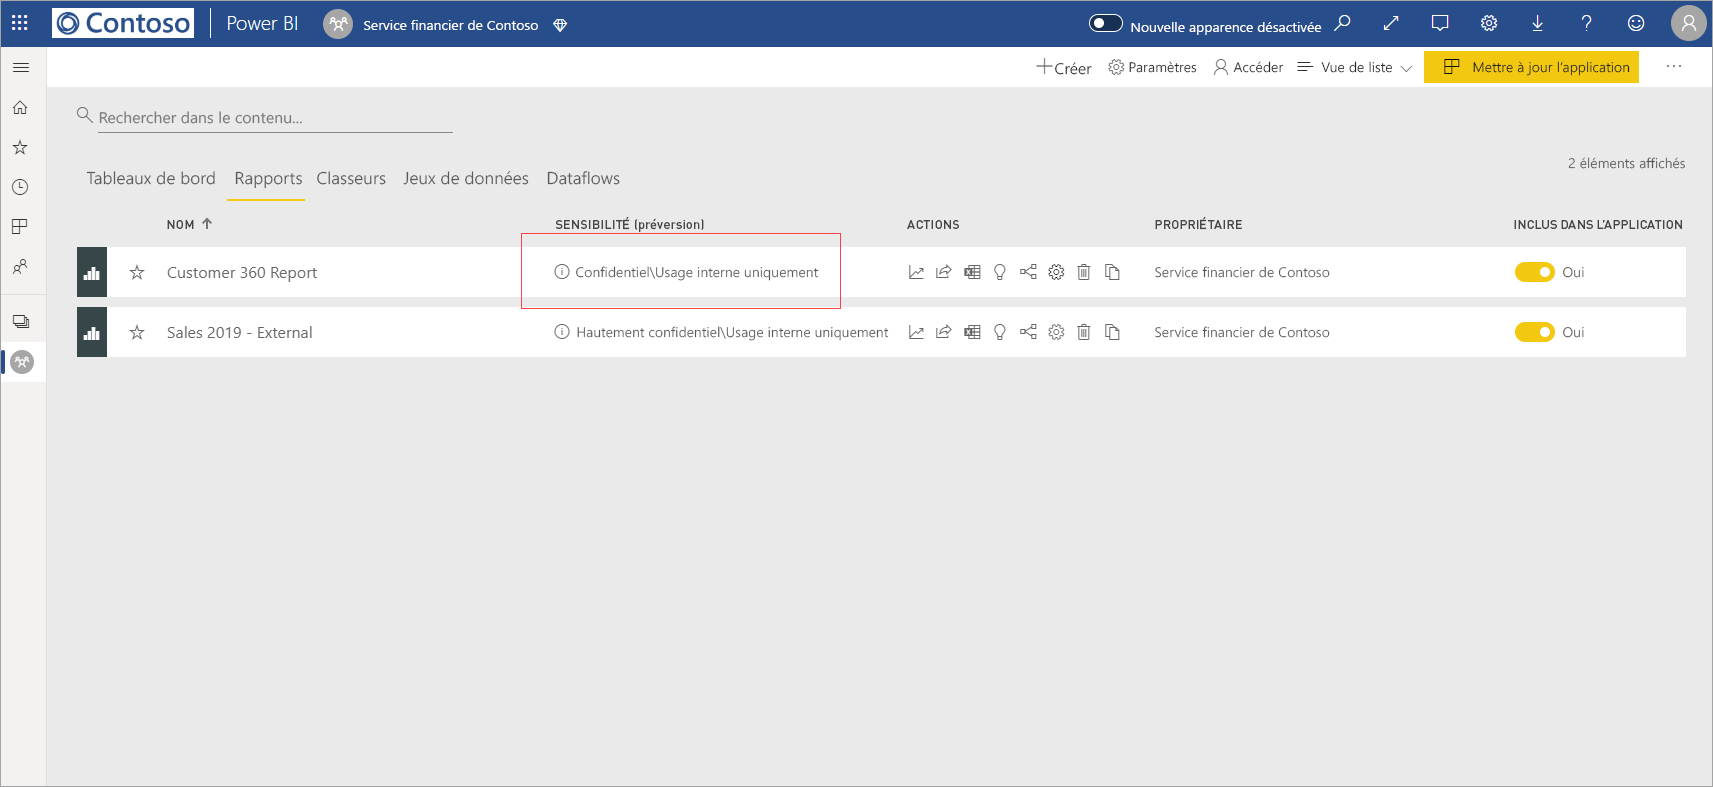 Contoso Power BI Service financier de Contoso Nouvelle apparence désactivée
Créer Paramètres Accéder Vue de liste Mettre à jour l'application
Rechercher dans le contenu...
2 éléments affichés
Tableaux de bord Rapports Classeurs Jeux de données Dataflows
NOM SENSIBILITÉ (préversion) ACTIONS PROPRIÉTAIRE INCLUS DANS L'APPLICATION
Customer 360 Report Confidentiel\Usage interne uniquement Service financier de Contoso Oui
Sales 2019 - External Hautement confidentiel\Usage interne uniquement Service financier de Contoso Oui